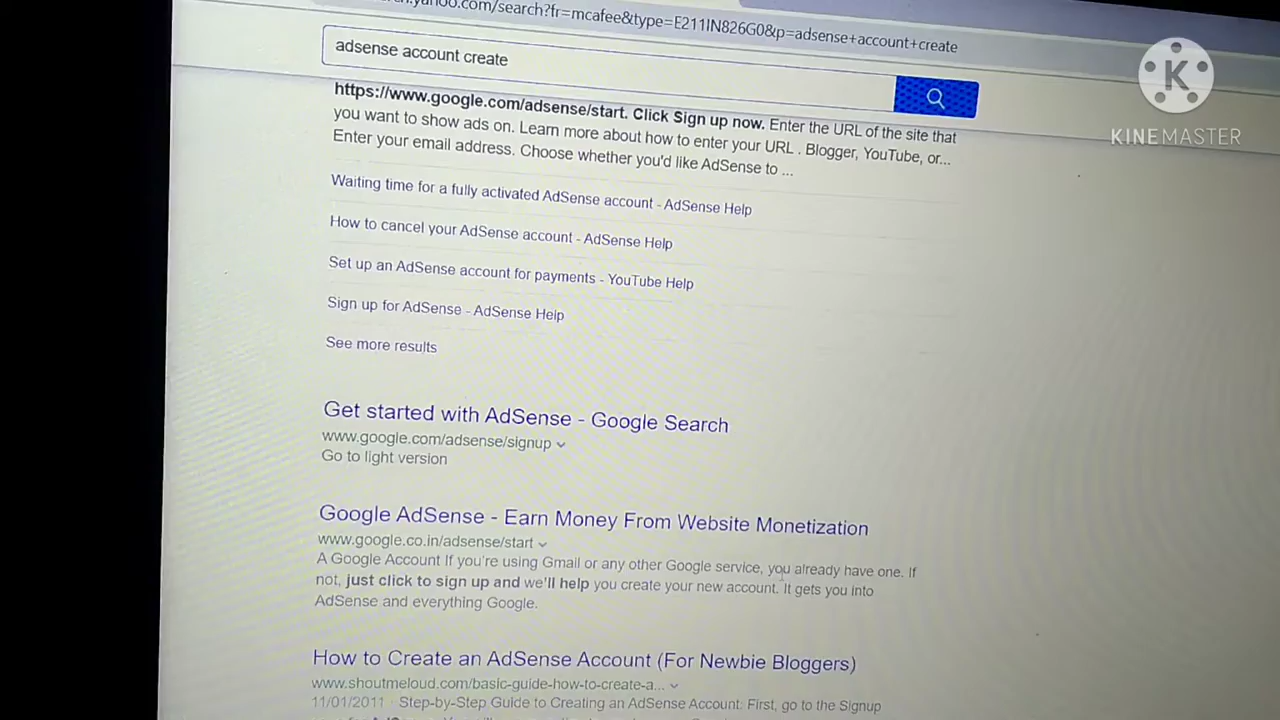 .yahoo.com/search?fr=mcafee&type=E211IN826G0&p=adsense+account+create
adsense account create
K
KINEMASTER
https://www.google.com/adsense/start. Click Sign up now. Enter the URL of the site that
you want to show ads on. Learn more about how to enter your URL . Blogger, YouTube, or...
Enter your email address. Choose whether you'd like AdSense to ...
Waiting time for a fully activated AdSense account - AdSense Help
How to cancel your AdSense account - AdSense Help
Set up an AdSense account for payments - YouTube Help
Sign up for AdSense - AdSense Help
See more results
Get started with AdSense - Google Search
www.google.com/adsense/signup
Go to light version
Google AdSense - Earn Money From Website Monetization
www.google.co.in/adsense/start
A Google Account If you're using Gmail or any other Google service, you already have one. If
not, just click to sign up and we'll help you create your new account. It gets you into
AdSense and everything Google.
How to Create an AdSense Account (For Newbie Bloggers)
www.shoutmeloud.com/basic-guide-how-to-create-a...
11/01/2011 · Step-by-Step Guide to Creating an AdSense Account: First, go to the Signup